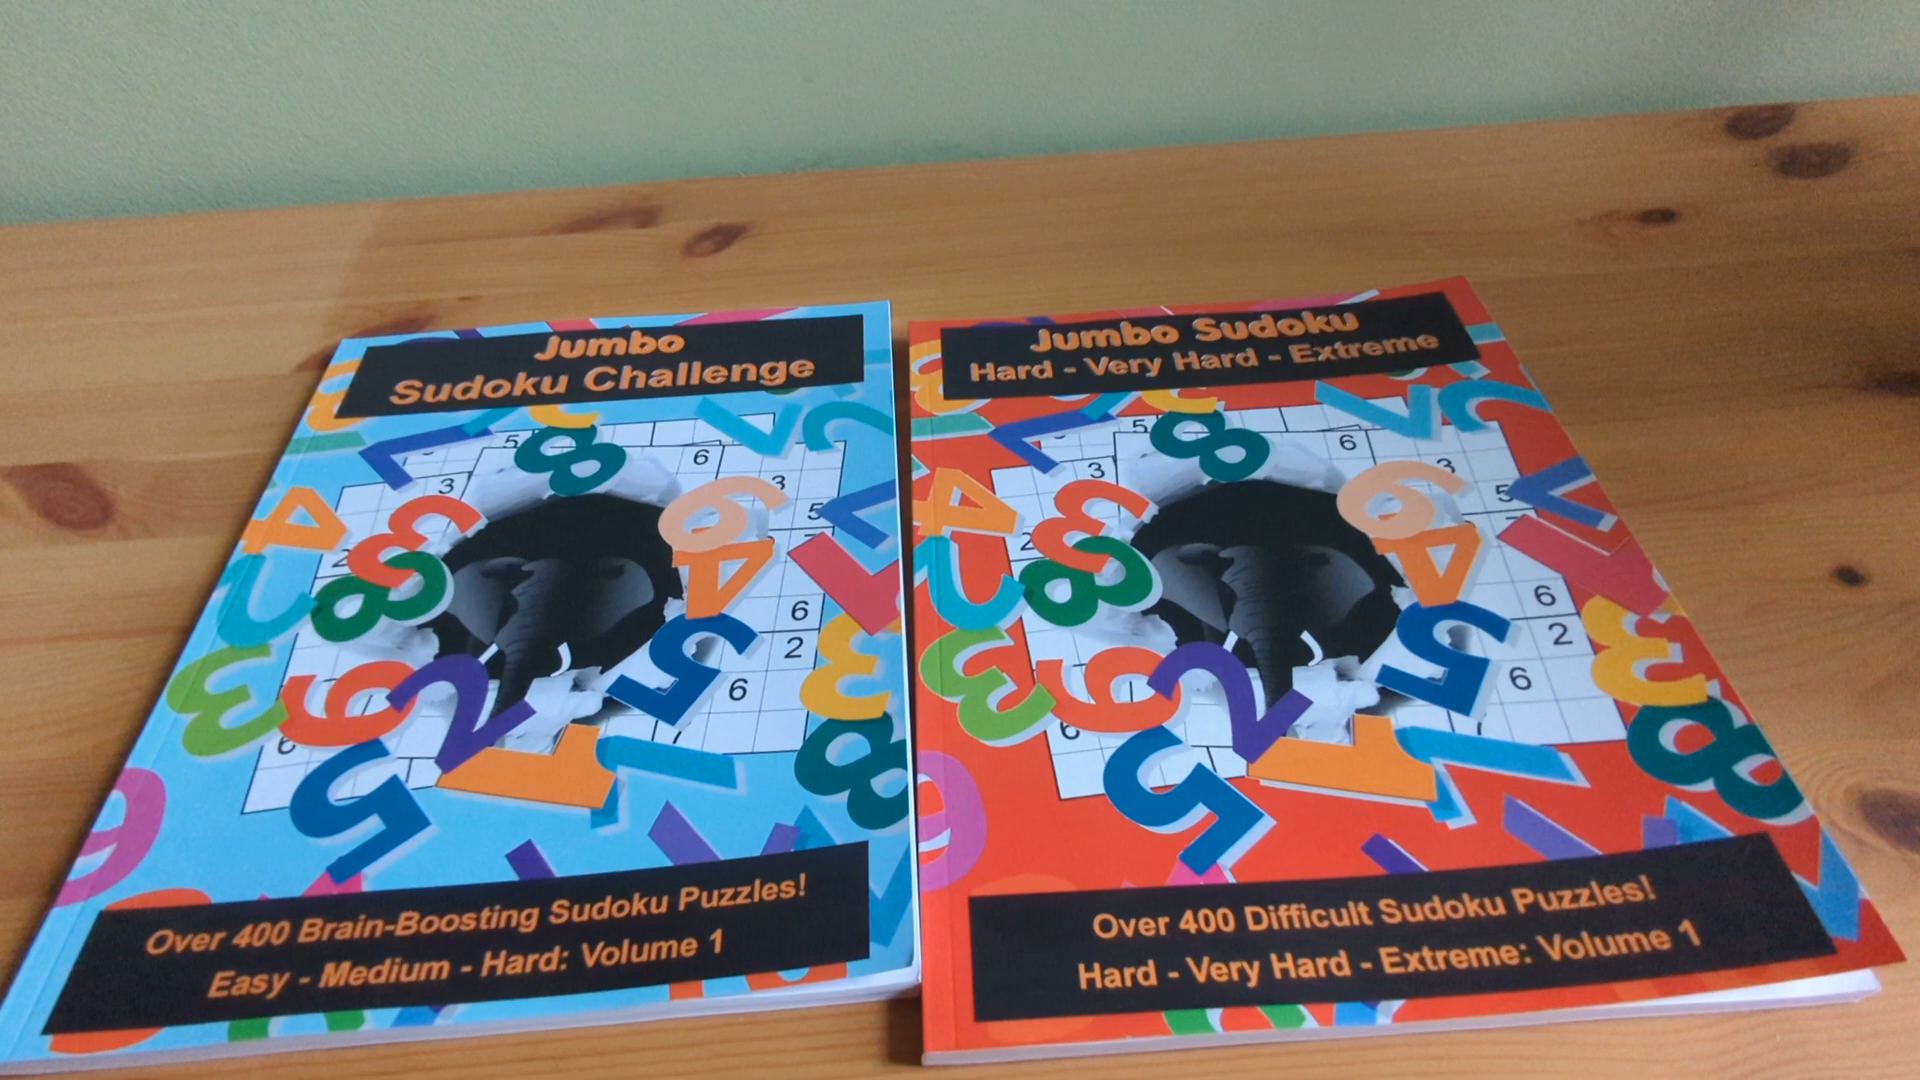 Jumbo
Sudoku Challenge
Over 400 Brain-Boosting Sudoku Puzzles!
Easy - Medium - Hard: Volume 1
Jumbo Sudoku
Hard - Very Hard - Extreme
Over 400 Difficult Sudoku Puzzles!
Hard - Very Hard - Extreme: Volume 1